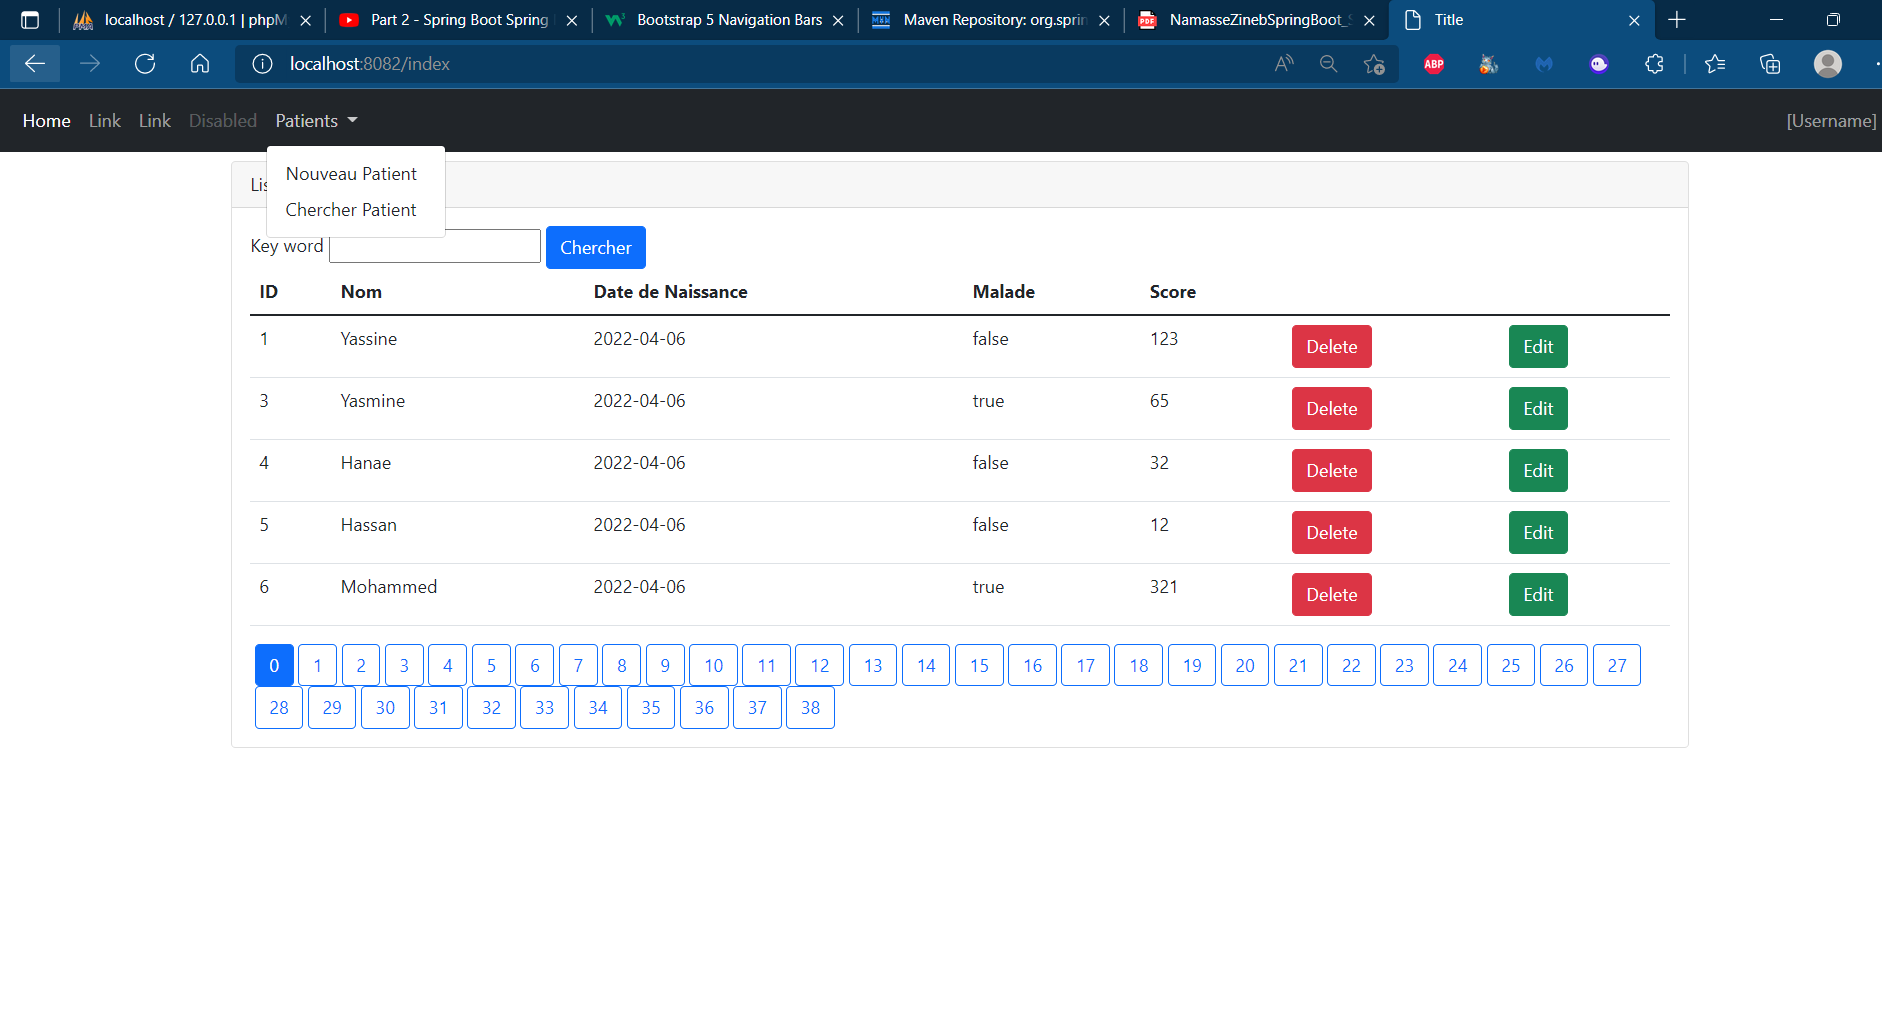 localhost / 127.0.0.1 | phpM
Part 2 - Spring Boot Spring
Bootstrap 5 Navigation Bars
Maven Repository: org.sprin
NamasseZinebSpringBoot_S
Title
localhost:8082/index
ABP
Home Link Link Disabled Patients [Username]
Nouveau Patient
Lis
Chercher Patient
Key word Chercher
ID Nom Date de Naissance Malade Score
1 Yassine 2022-04-06 false 123 Delete Edit
3 Yasmine 2022-04-06 true 65 Delete Edit
4 Hanae 2022-04-06 false 32 Delete Edit
5 Hassan 2022-04-06 false 12 Delete Edit
6 Mohammed 2022-04-06 true 321 Delete Edit
0 1 2 3 4 5 6 7 8 9 10 11 12 13 14 15 16 17 18 19 20 21 22 23 24 25 26 27
28 29 30 31 32 33 34 35 36 37 38